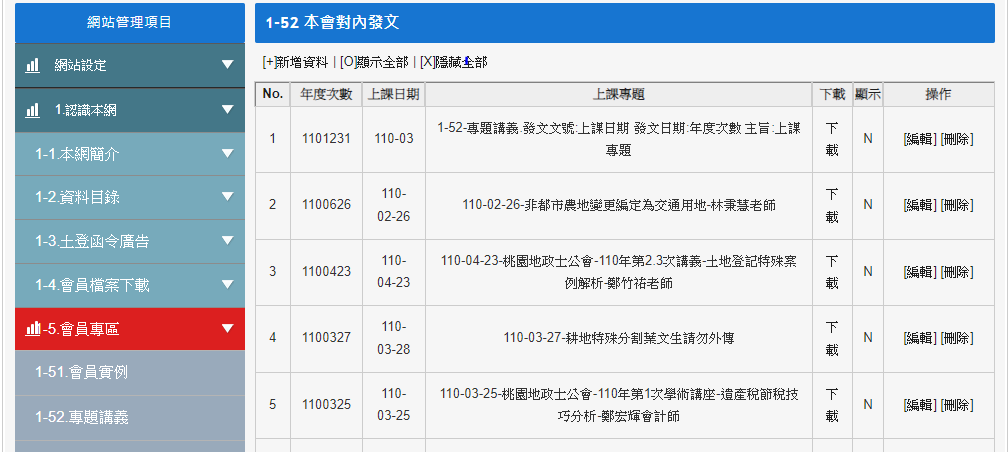 網站管理項目
網站設定
1.認識本網
1-1.本網簡介
1-2.資料目錄
1-3.土登函令廣告
1-4.會員檔案下載
-5.會員專區
1-51.會員實例
1-52.專題講義
1-52 本會對內發文
[+]新增資料 | [O]顯示全部 | [X]隱藏全部
No. 年度次數 上課日期 上課專題 下載 顯示 操作
1 1101231 110-03 1-52-專題講義.發文文號:上課日期 發文日期:年度次數 主旨:上課
專題 下
載 N [編輯] [刪除]
2 1100626 110-
02-26 110-02-26-非都市農地變更編定為交通用地-林秉慧老師 下
載 N [編輯] [刪除]
3 1100423 110-
04-23 110-04-23-桃園地政士公會-110年第2.3次講義-土地登記特殊案
例解析-鄭竹祐老師 下
載 N [編輯] [刪除]
4 1100327 110-
03-28 110-03-27-耕地特殊分割葉文生請勿外傳 下
載 N [編輯] [刪除]
5 1100325 110-
03-25 110-03-25-桃園地政士公會-110年第1次學術講座-遺產稅節稅技
巧分析-鄭宏輝會計師 下
載 N [編輯] [刪除]